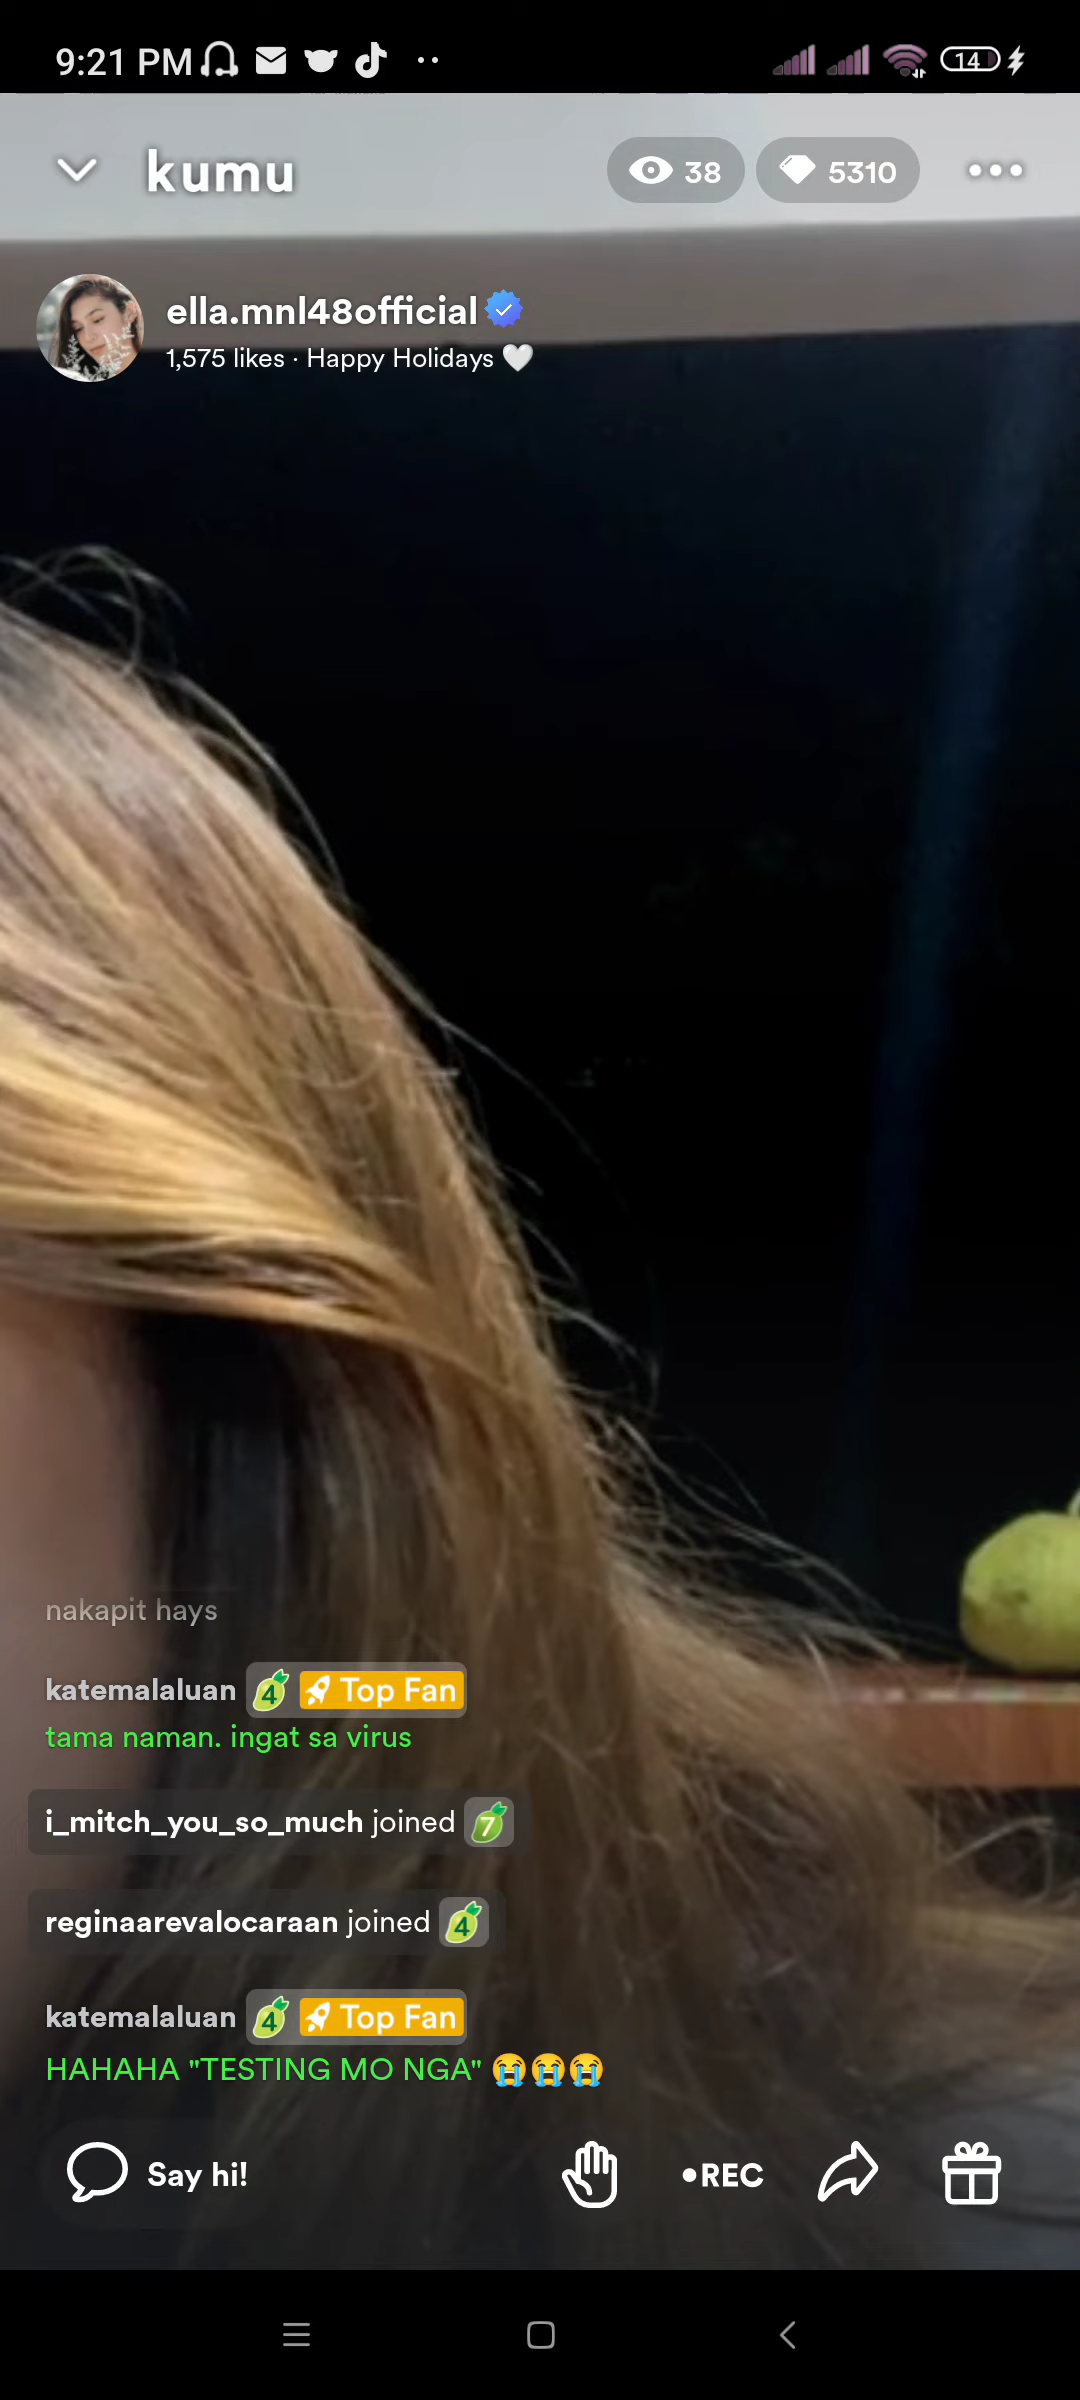 9:21 PM
14
kumu
38
5310
ella.mnl48official
1,575 likes · Happy Holidays 🤍
nakapit hays
katemalaluan 4 Top Fan
tama naman. ingat sa virus
i_mitch_you_so_much joined 7
reginaarevalocaraan joined 4
katemalaluan 4 Top Fan
HAHAHA "TESTING MO NGA" 😭😭😭
Say hi!
•REC